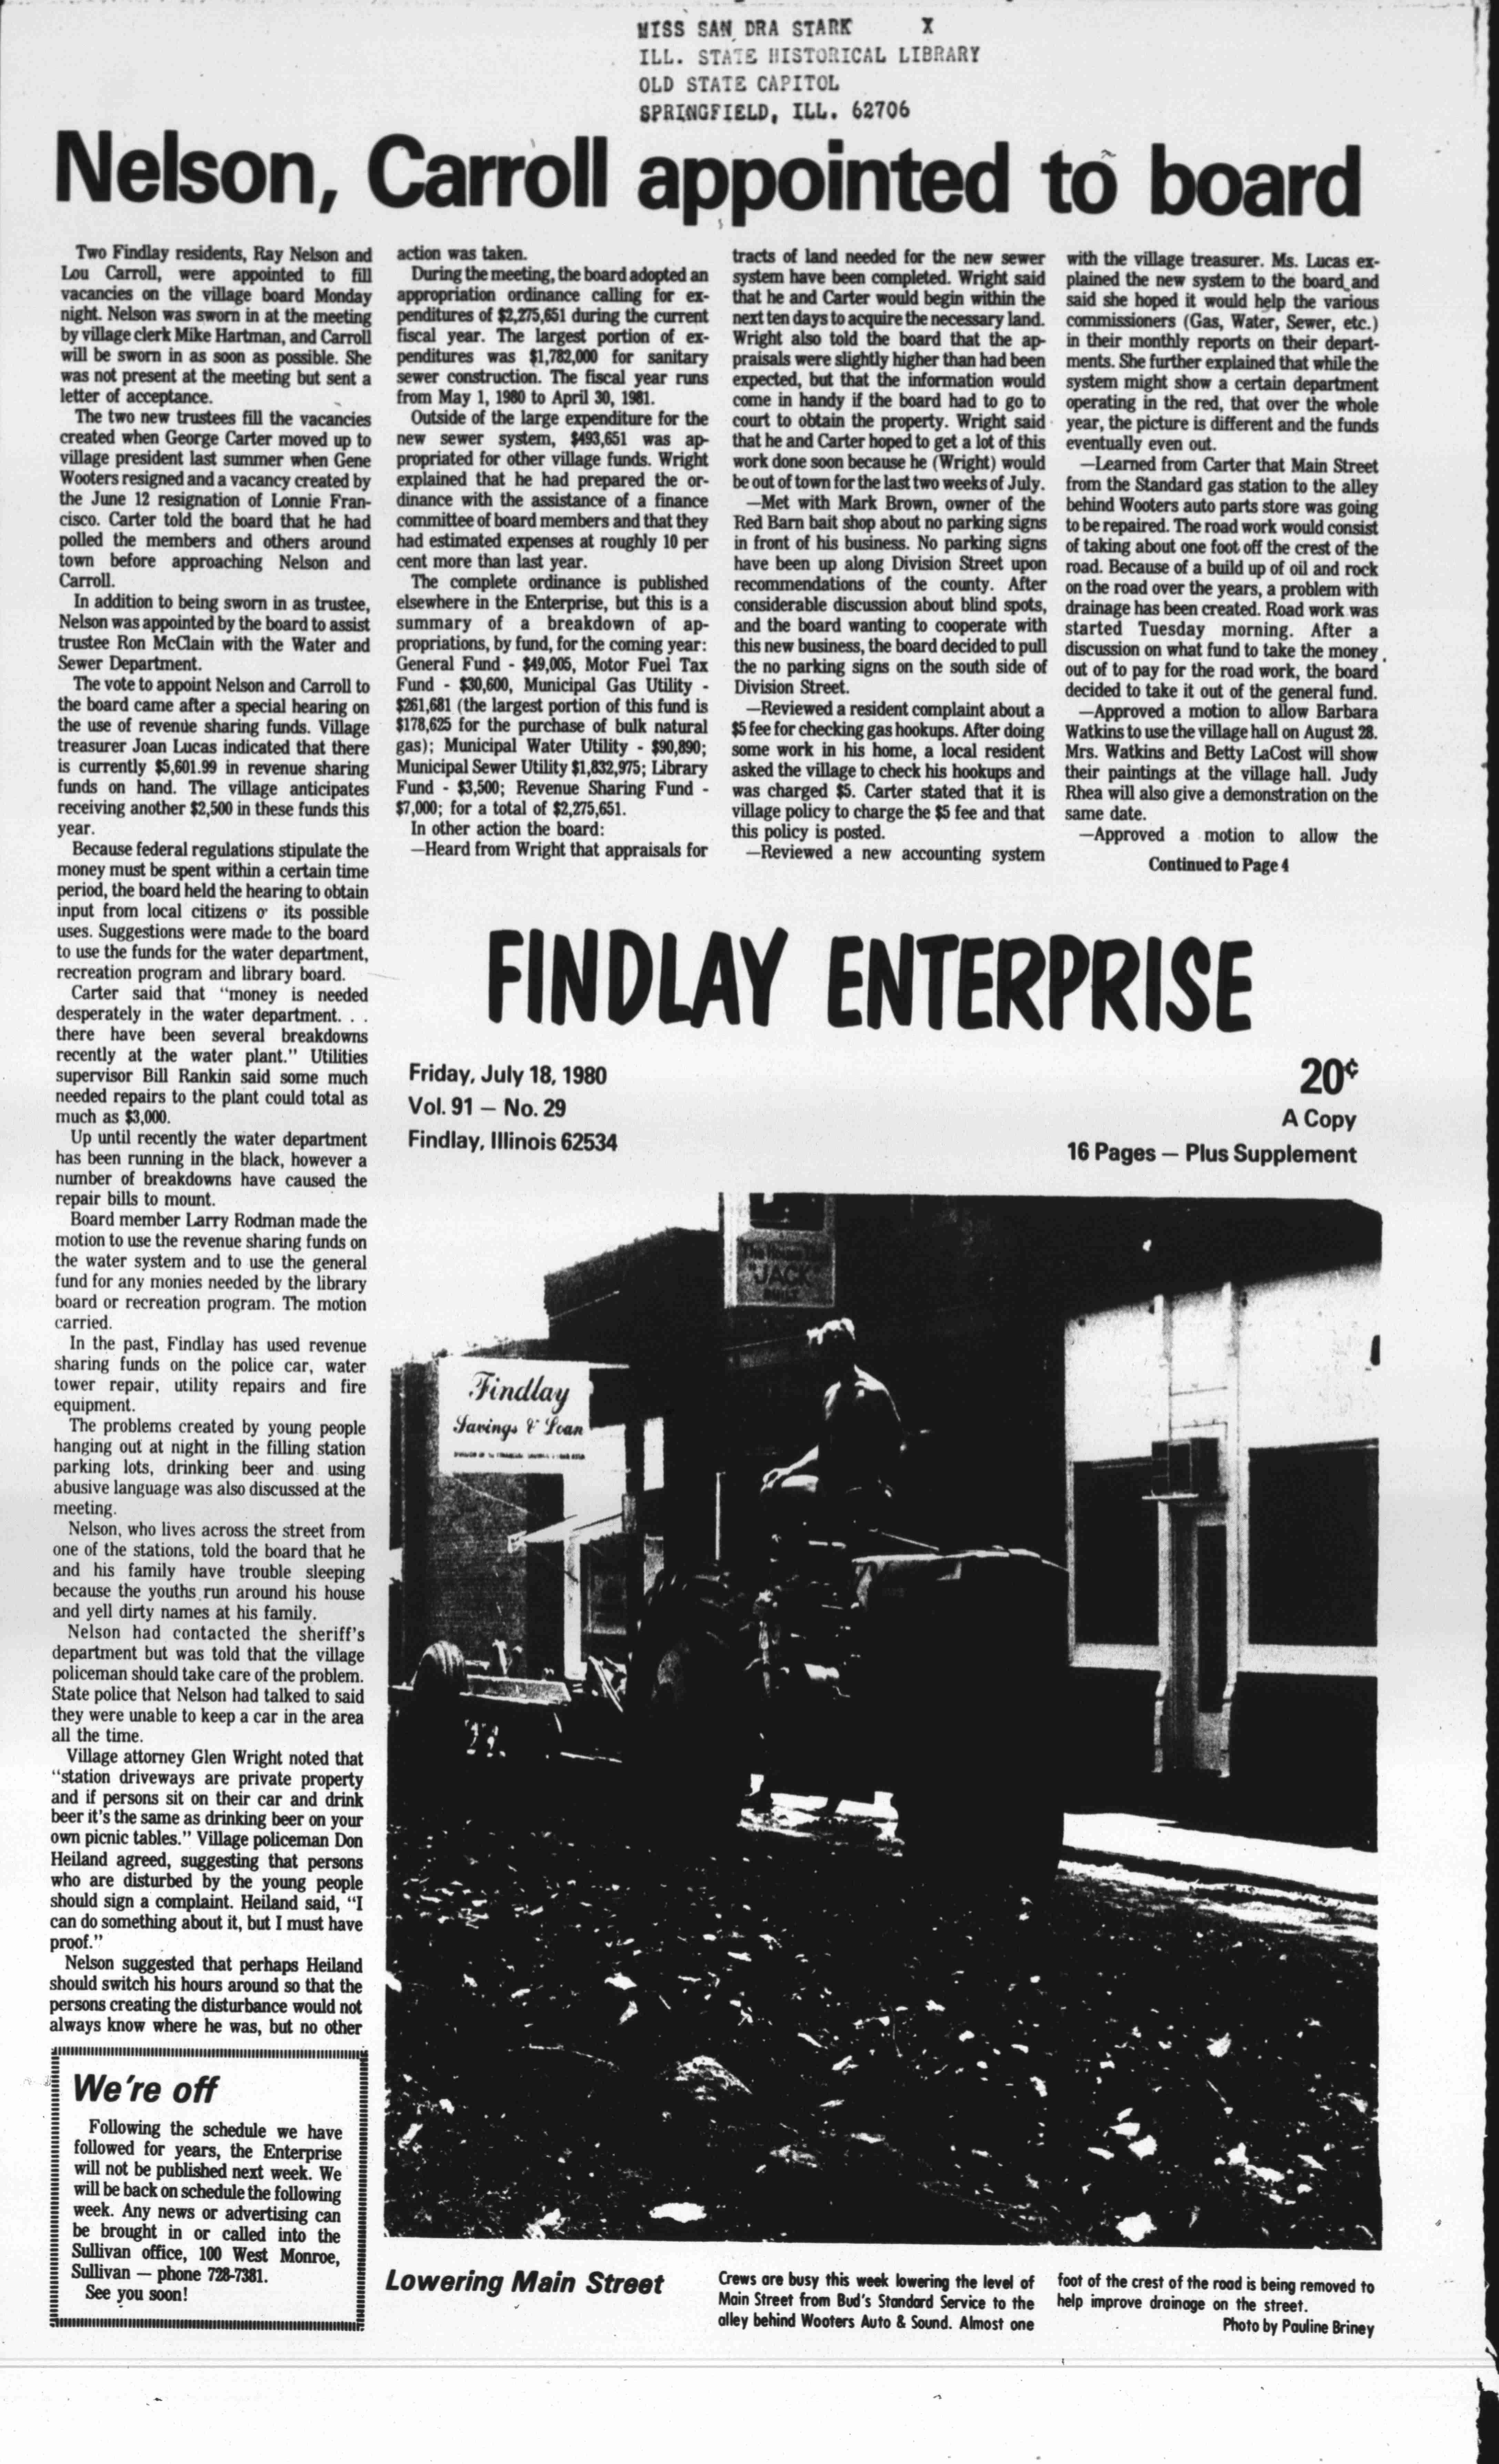 MISS SAN DRA STARK X
ILL. STATE HISTORICAL LIBRARY
OLD STATE CAPITOL
SPRINGFIELD, ILL. 62706
Nelson, Carroll appointed to board
Two Findlay residents, Ray Nelson and
Lou Carroll, were appointed to fill
vacancies on the village board Monday
night. Nelson was sworn in at the meeting
by village clerk Mike Hartman, and Carroll
will be sworn in as soon as possible. She
was not present at the meeting but sent a
letter of acceptance.
The two new trustees fill the vacancies
created when George Carter moved up to
village president last summer when Gene
Wooters resigned and a vacancy created by
the June 12 resignation of Lonnie Fran-
cisco. Carter told the board that he had
polled the members and others around
town before approaching Nelson and
Carroll.
In addition to being sworn in as trustee,
Nelson was appointed by the board to assist
trustee Ron McClain with the Water and
Sewer Department.
The vote to appoint Nelson and Carroll to
the board came after a special hearing on
the use of revenue sharing funds. Village
treasurer Joan Lucas indicated that there
is currently $5,601.99 in revenue sharing
funds on hand. The village anticipates
receiving another $2,500 in these funds this
year.
Because federal regulations stipulate the
money must be spent within a certain time
period, the board held the hearing to obtain
input from local citizens o its possible
uses. Suggestions were made to the board
to use the funds for the water department,
recreation program and library board.
Carter said that "money is needed
desperately in the water department. . .
there have been several breakdowns
recently at the water plant." Utilities
supervisor Bill Rankin said some much
needed repairs to the plant could total as
much as $3,000.
Up until recently the water department
has been running in the black, however a
number of breakdowns have caused the
repair bills to mount.
Board member Larry Rodman made the
motion to use the revenue sharing funds on
the water system and to use the general
fund for any monies needed by the library
board or recreation program. The motion
carried.
In the past, Findlay has used revenue
sharing funds on the police car, water
tower repair, utility repairs and fire
equipment.
The problems created by young people
hanging out at night in the filling station
parking lots, drinking beer and using
abusive language was also discussed at the
meeting.
Nelson, who lives across the street from
one of the stations, told the board that he
and his family have trouble sleeping
because the youths run around his house
and yell dirty names at his family.
Nelson had contacted the sheriff's
department but was told that the village
policeman should take care of the problem.
State police that Nelson had talked to said
they were unable to keep a car in the area
all the time.
Village attorney Glen Wright noted that
"station driveways are private property
and if persons sit on their car and drink
beer it's the same as drinking beer on your
own picnic tables." Village policeman Don
Heiland agreed, suggesting that persons
who are disturbed by the young people
should sign a complaint. Heiland said, "I
can do something about it, but I must have
proof."
Nelson suggested that perhaps Heiland
should switch his hours around so that the
persons creating the disturbance would not
always know where he was, but no other
action was taken.
During the meeting, the board adopted an
appropriation ordinance calling for ex-
penditures of $2,275,651 during the current
fiscal year. The largest portion of ex-
penditures was $1,782,000 for sanitary
sewer construction. The fiscal year runs
from May 1, 1980 to April 30, 1981.
Outside of the large expenditure for the
new sewer system, $493,651 was ap-
propriated for other village funds. Wright
explained that he had prepared the or-
dinance with the assistance of a finance
committee of board members and that they
had estimated expenses at roughly 10 per
cent more than last year.
The complete ordinance is published
elsewhere in the Enterprise, but this is a
summary of a breakdown of ap-
propriations, by fund, for the coming year:
General Fund - $49,005, Motor Fuel Tax
Fund - $30,600, Municipal Gas Utility -
$261,681 (the largest portion of this fund is
$178,625 for the purchase of bulk natural
gas); Municipal Water Utility - $90,890;
Municipal Sewer Utility $1,832,975; Library
Fund - $3,500; Revenue Sharing Fund -
$7,000; for a total of $2,275,651.
In other action the board:
—Heard from Wright that appraisals for
tracts of land needed for the new sewer
system have been completed. Wright said
that he and Carter would begin within the
next ten days to acquire the necessary land.
Wright also told the board that the ap-
praisals were slightly higher than had been
expected, but that the information would
come in handy if the board had to go to
court to obtain the property. Wright said
that he and Carter hoped to get a lot of this
work done soon because he (Wright) would
be out of town for the last two weeks of July.
—Met with Mark Brown, owner of the
Red Barn bait shop about no parking signs
in front of his business. No parking signs
have been up along Division Street upon
recommendations of the county. After
considerable discussion about blind spots,
and the board wanting to cooperate with
this new business, the board decided to pull
the no parking signs on the south side of
Division Street.
—Reviewed a resident complaint about a
$5 fee for checking gas hookups. After doing
some work in his home, a local resident
asked the village to check his hookups and
was charged $5. Carter stated that it is
village policy to charge the $5 fee and that
this policy is posted.
—Reviewed a new accounting system
with the village treasurer. Ms. Lucas ex-
plained the new system to the board and
said she hoped it would help the various
commissioners (Gas, Water, Sewer, etc.)
in their monthly reports on their depart-
ments. She further explained that while the
system might show a certain department
operating in the red, that over the whole
year, the picture is different and the funds
eventually even out.
—Learned from Carter that Main Street
from the Standard gas station to the alley
behind Wooters auto parts store was going
to be repaired. The road work would consist
of taking about one foot off the crest of the
road. Because of a build up of oil and rock
on the road over the years, a problem with
drainage has been created. Road work was
started Tuesday morning. After a
discussion on what fund to take the money
out of to pay for the road work, the board
decided to take it out of the general fund.
—Approved a motion to allow Barbara
Watkins to use the village hall on August 28.
Mrs. Watkins and Betty LaCost will show
their paintings at the village hall. Judy
Rhea will also give a demonstration on the
same date.
—Approved a motion to allow the
Continued to Page 4
FINDLAY ENTERPRISE
Friday, July 18, 1980
Vol. 91 — No. 29
Findlay, Illinois 62534
20¢
A Copy
16 Pages — Plus Supplement
The House That
"JACK"
BUILT
Findlay
Savings & Loan
We're off
Following the schedule we have
followed for years, the Enterprise
will not be published next week. We
will be back on schedule the following
week. Any news or advertising can
be brought in or called into the
Sullivan office, 100 West Monroe,
Sullivan — phone 728-7381.
See you soon!
Lowering Main Street
Crews are busy this week lowering the level of
Main Street from Bud's Standard Service to the
alley behind Wooters Auto & Sound. Almost one
foot of the crest of the road is being removed to
help improve drainage on the street.
Photo by Pauline Briney